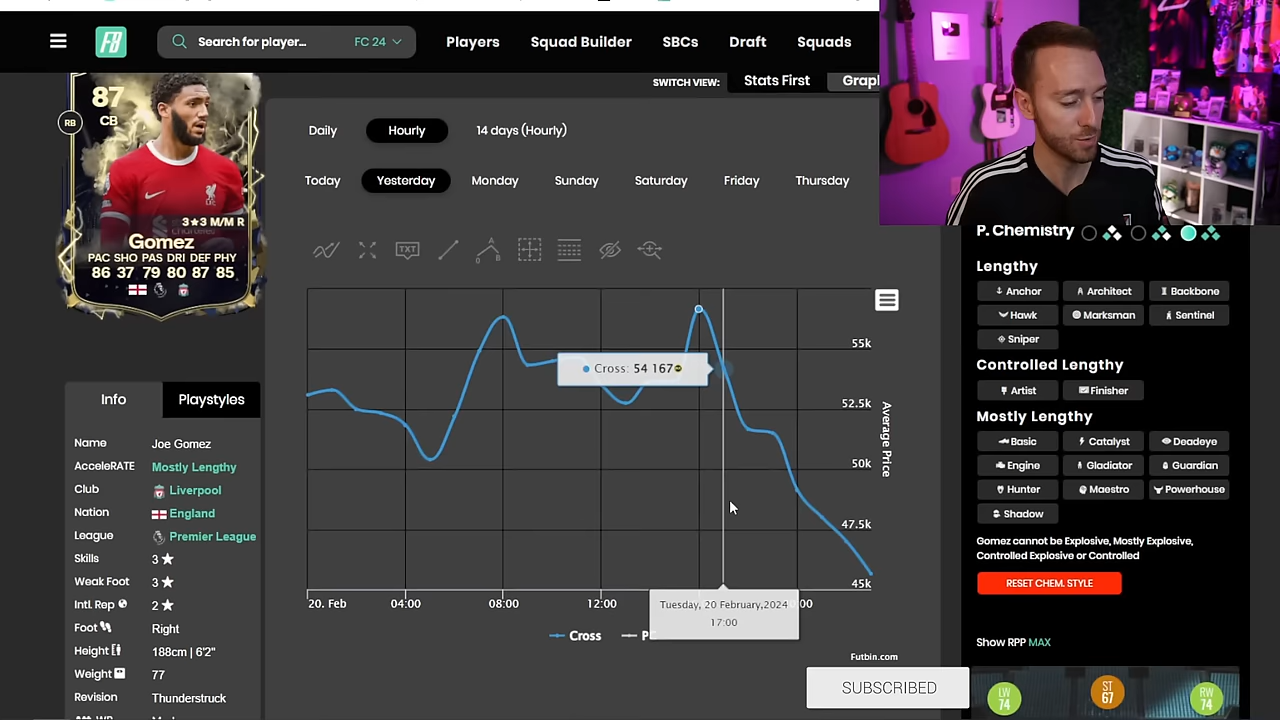 FB
Search for player...
FC 24
Players
Squad Builder
SBCs
Draft
Squads
87
CB
RB
3★3 M/M R
Gomez
PAC SHO PAS DRI DEF PHY
86 37 79 80 87 85
SWITCH VIEW:
Stats First
Graph
Daily
Hourly
14 days (Hourly)
Today
Yesterday
Monday
Sunday
Saturday
Friday
Thursday
TXT
55k
52.5k
50k
47.5k
45k
Average Price
Cross: 54 167
20. Feb
04:00
08:00
12:00
Tuesday, 20 February,2024
17:00
Cross
Futbin.com
Info
Playstyles
Name Joe Gomez
AcceleRATE Mostly Lengthy
Club Liverpool
Nation England
League Premier League
Skills 3★
Weak Foot 3★
Intl. Rep 2★
Foot Right
Height 188cm | 6'2"
Weight 77
Revision Thunderstruck
P. Chemistry
Lengthy
Anchor
Architect
Backbone
Hawk
Marksman
Sentinel
Sniper
Controlled Lengthy
Artist
Finisher
Mostly Lengthy
Basic
Catalyst
Deadeye
Engine
Gladiator
Guardian
Hunter
Maestro
Powerhouse
Shadow
Gomez cannot be Explosive, Mostly Explosive,
Controlled Explosive or Controlled
RESET CHEM. STYLE
Show RPP MAX
SUBSCRIBED
LW
74
ST
67
RW
74